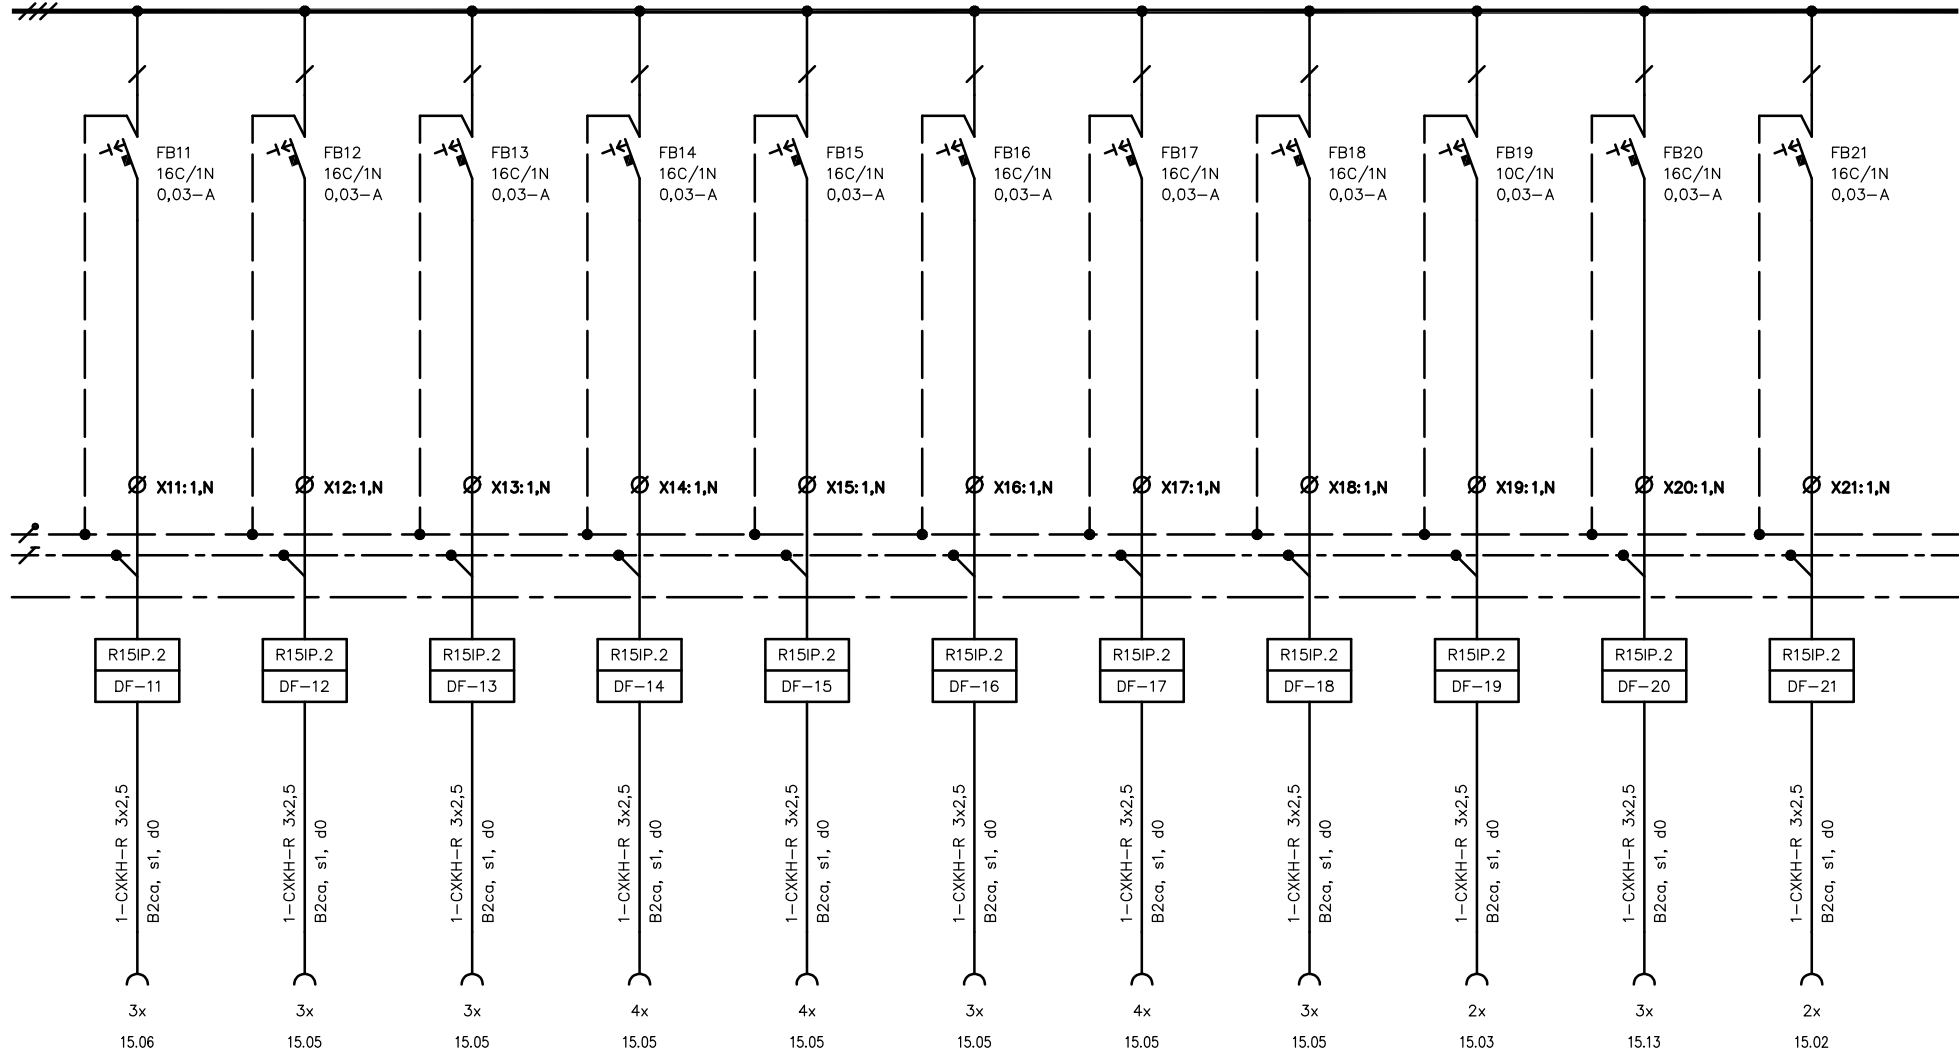 FB11
16C/1N
0,03-A
FB12
16C/1N
0,03-A
FB13
16C/1N
0,03-A
FB14
16C/1N
0,03-A
FB15
16C/1N
0,03-A
FB16
16C/1N
0,03-A
FB17
16C/1N
0,03-A
FB18
16C/1N
0,03-A
FB19
10C/1N
0,03-A
FB20
16C/1N
0,03-A
FB21
16C/1N
0,03-A
X11:1,N
X12:1,N
X13:1,N
X14:1,N
X15:1,N
X16:1,N
X17:1,N
X18:1,N
X19:1,N
X20:1,N
X21:1,N
R15IP.2
DF-11
R15IP.2
DF-12
R15IP.2
DF-13
R15IP.2
DF-14
R15IP.2
DF-15
R15IP.2
DF-16
R15IP.2
DF-17
R15IP.2
DF-18
R15IP.2
DF-19
R15IP.2
DF-20
R15IP.2
DF-21
1-CXKH-R 3x2,5
B2ca, s1, d0
1-CXKH-R 3x2,5
B2ca, s1, d0
1-CXKH-R 3x2,5
B2ca, s1, d0
1-CXKH-R 3x2,5
B2ca, s1, d0
1-CXKH-R 3x2,5
B2ca, s1, d0
1-CXKH-R 3x2,5
B2ca, s1, d0
1-CXKH-R 3x2,5
B2ca, s1, d0
1-CXKH-R 3x2,5
B2ca, s1, d0
1-CXKH-R 3x2,5
B2ca, s1, d0
1-CXKH-R 3x2,5
B2ca, s1, d0
1-CXKH-R 3x2,5
B2ca, s1, d0
3x
15.06
3x
15.05
3x
15.05
4x
15.05
4x
15.05
3x
15.05
4x
15.05
3x
15.05
2x
15.03
3x
15.13
2x
15.02